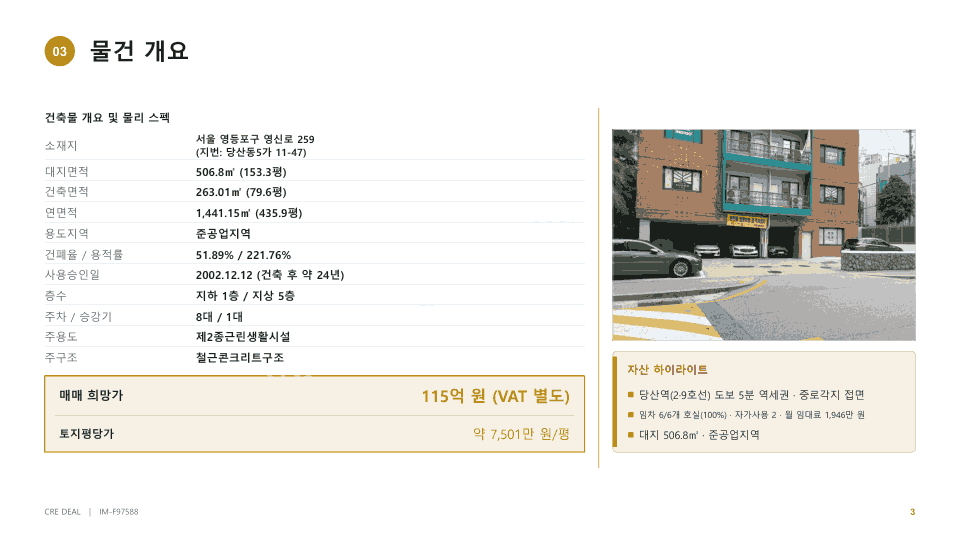 03 물건 개요
건축물 개요 및 물리 스펙
소재지 서울 영등포구 영신로 259
(지번: 당산동5가 11-47)
대지면적 506.8㎡ (153.3평)
건축면적 263.01㎡ (79.6평)
연면적 1,441.15㎡ (435.9평)
용도지역 준공업지역
건폐율 / 용적률 51.89% / 221.76%
사용승인일 2002.12.12 (건축 후 약 24년)
층수 지하 1층 / 지상 5층
주차 / 승강기 8대 / 1대
주용도 제2종근린생활시설
주구조 철근콘크리트구조
매매 희망가 115억 원 (VAT 별도)
토지평당가 약 7,501만 원/평
자산 하이라이트
■ 당산역(2·9호선) 도보 5분 역세권 · 중로각지 접면
■ 임차 6/6개 호실(100%) · 자가사용 2 · 월 임대료 1,946만 원
■ 대지 506.8㎡ · 준공업지역
CRE DEAL | IM-F97588
3